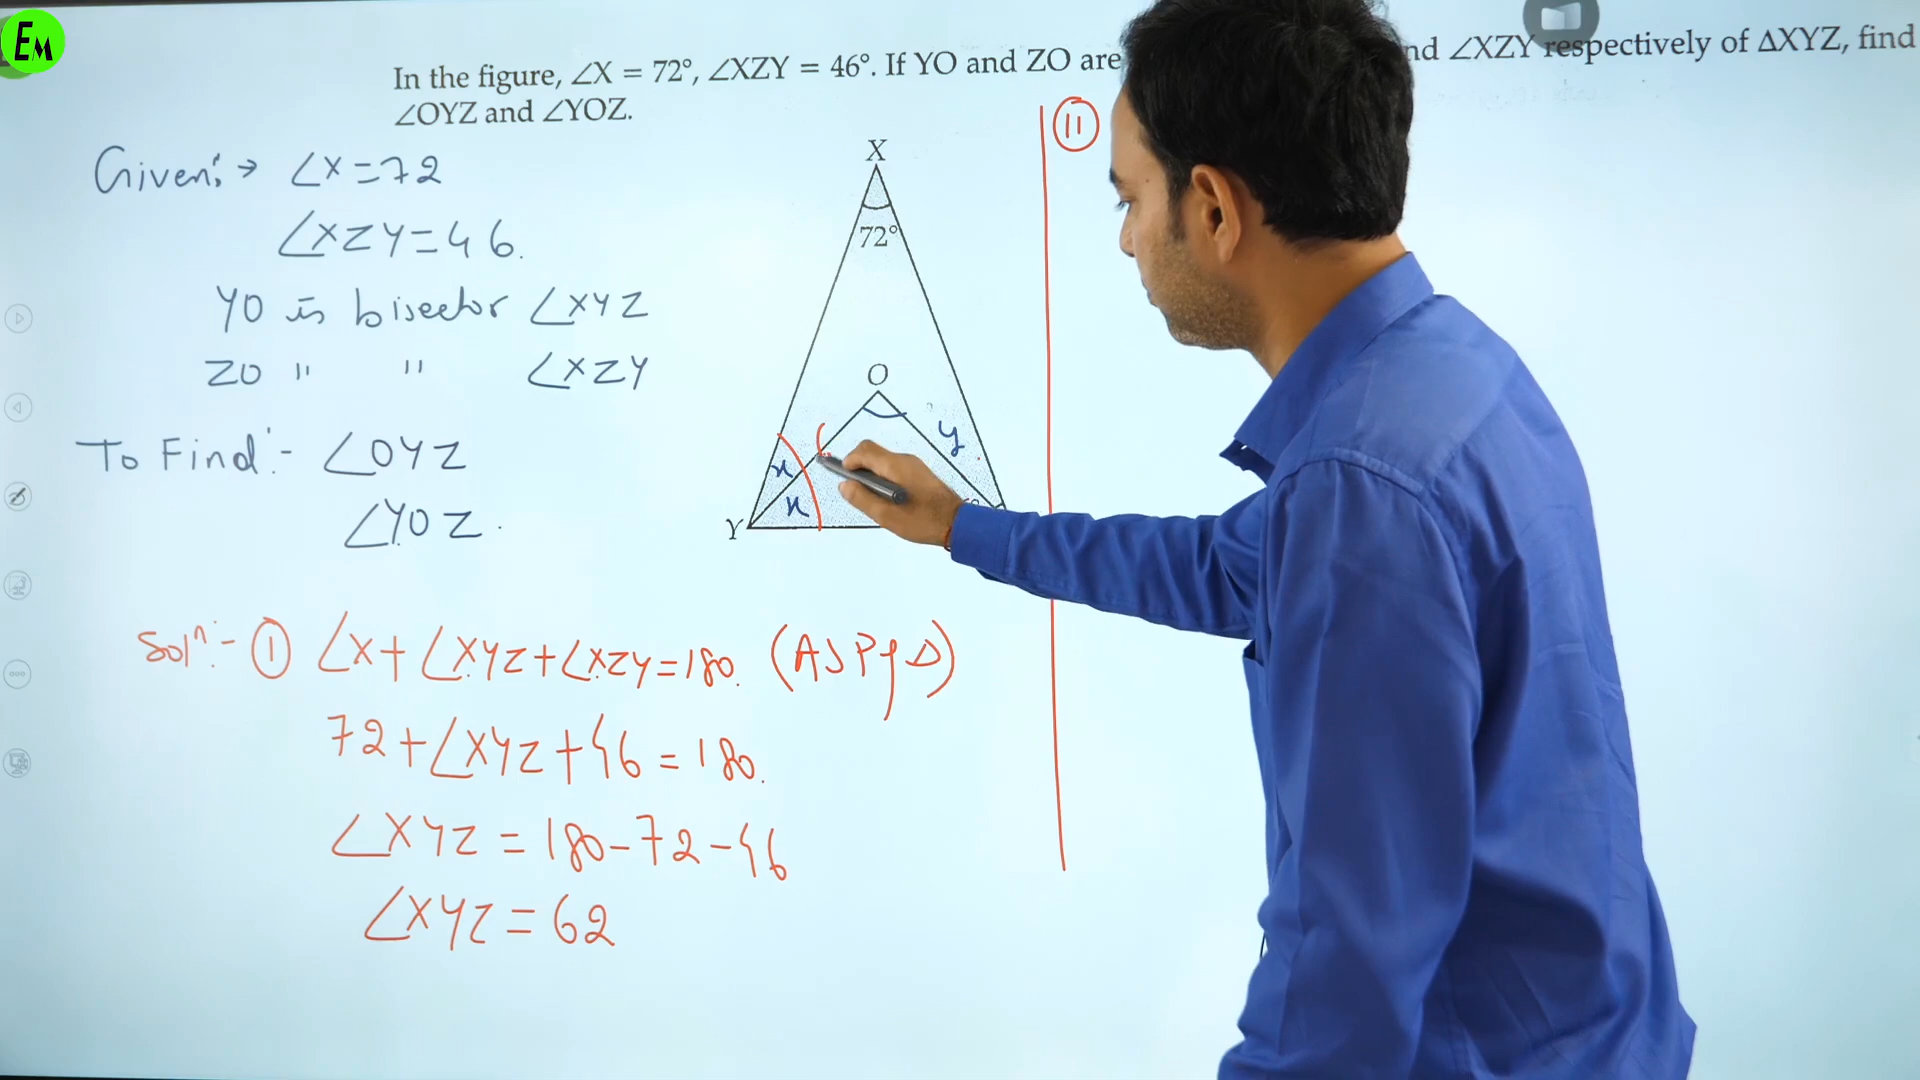 EM
In the figure, ∠X = 72°, ∠XZY = 46°. If YO and ZO are nd ∠XZY respectively of ΔXYZ, find
∠OYZ and ∠YOZ.
Given:→ ∠X=72
∠XZY=46.
YO is bisector ∠XYZ
ZO " " ∠XZY
To Find:- ∠OYZ
∠YOZ.
X
72°
O
y
x
x
Y
11
Solⁿ:- ① ∠X+∠XYZ+∠XZY=180. (ASP of Δ)
72+∠XYZ+46=180.
∠XYZ=180-72-46
∠XYZ=62